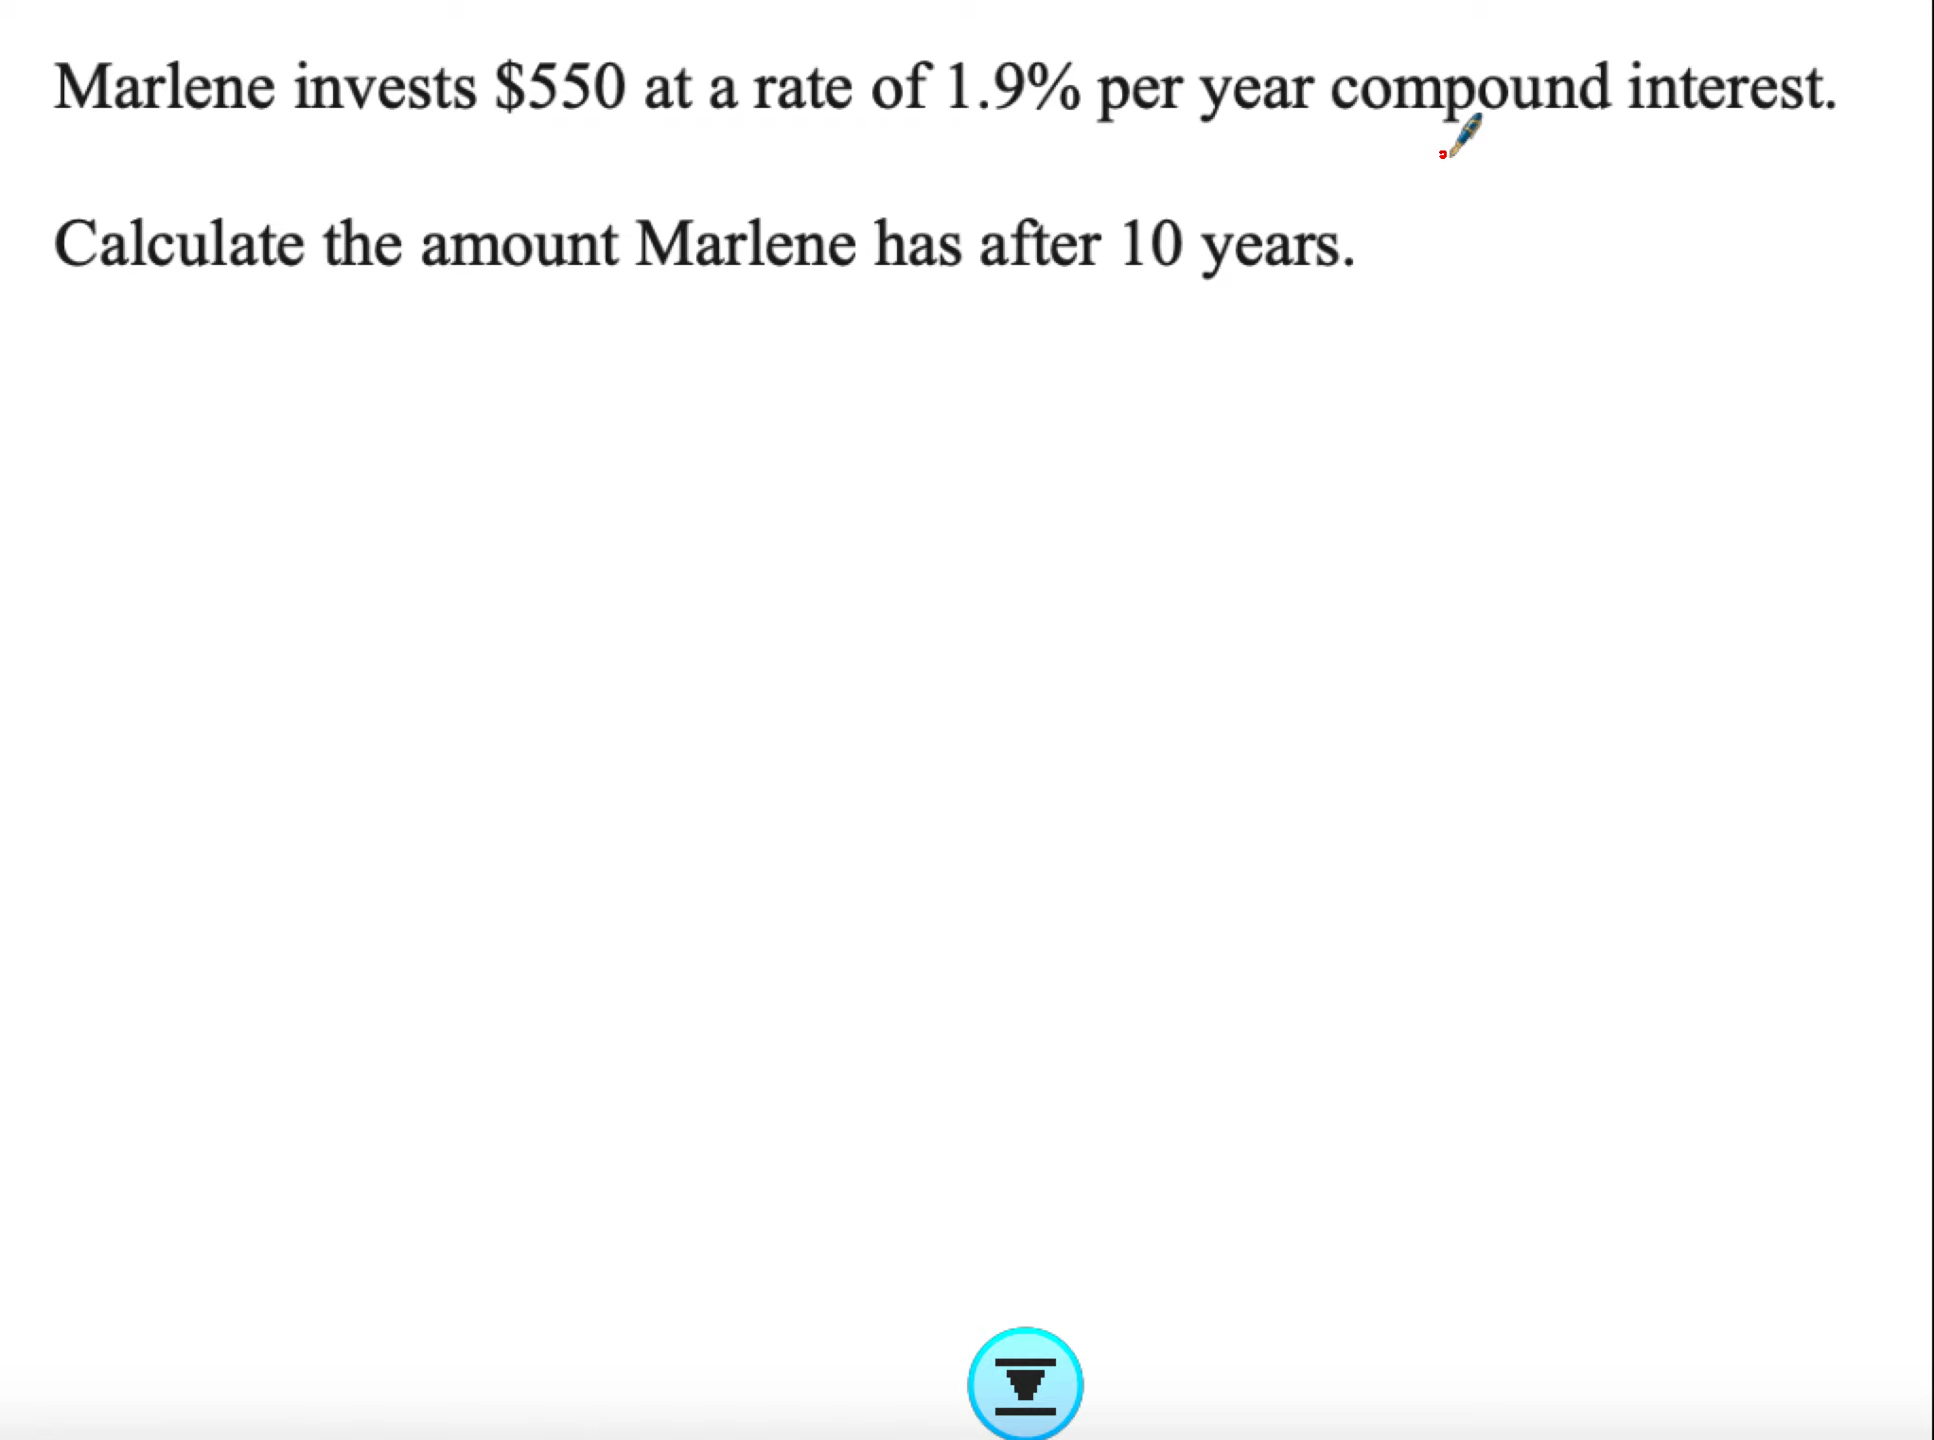 Marlene invests $550 at a rate of 1.9% per year compound interest.
Calculate the amount Marlene has after 10 years.